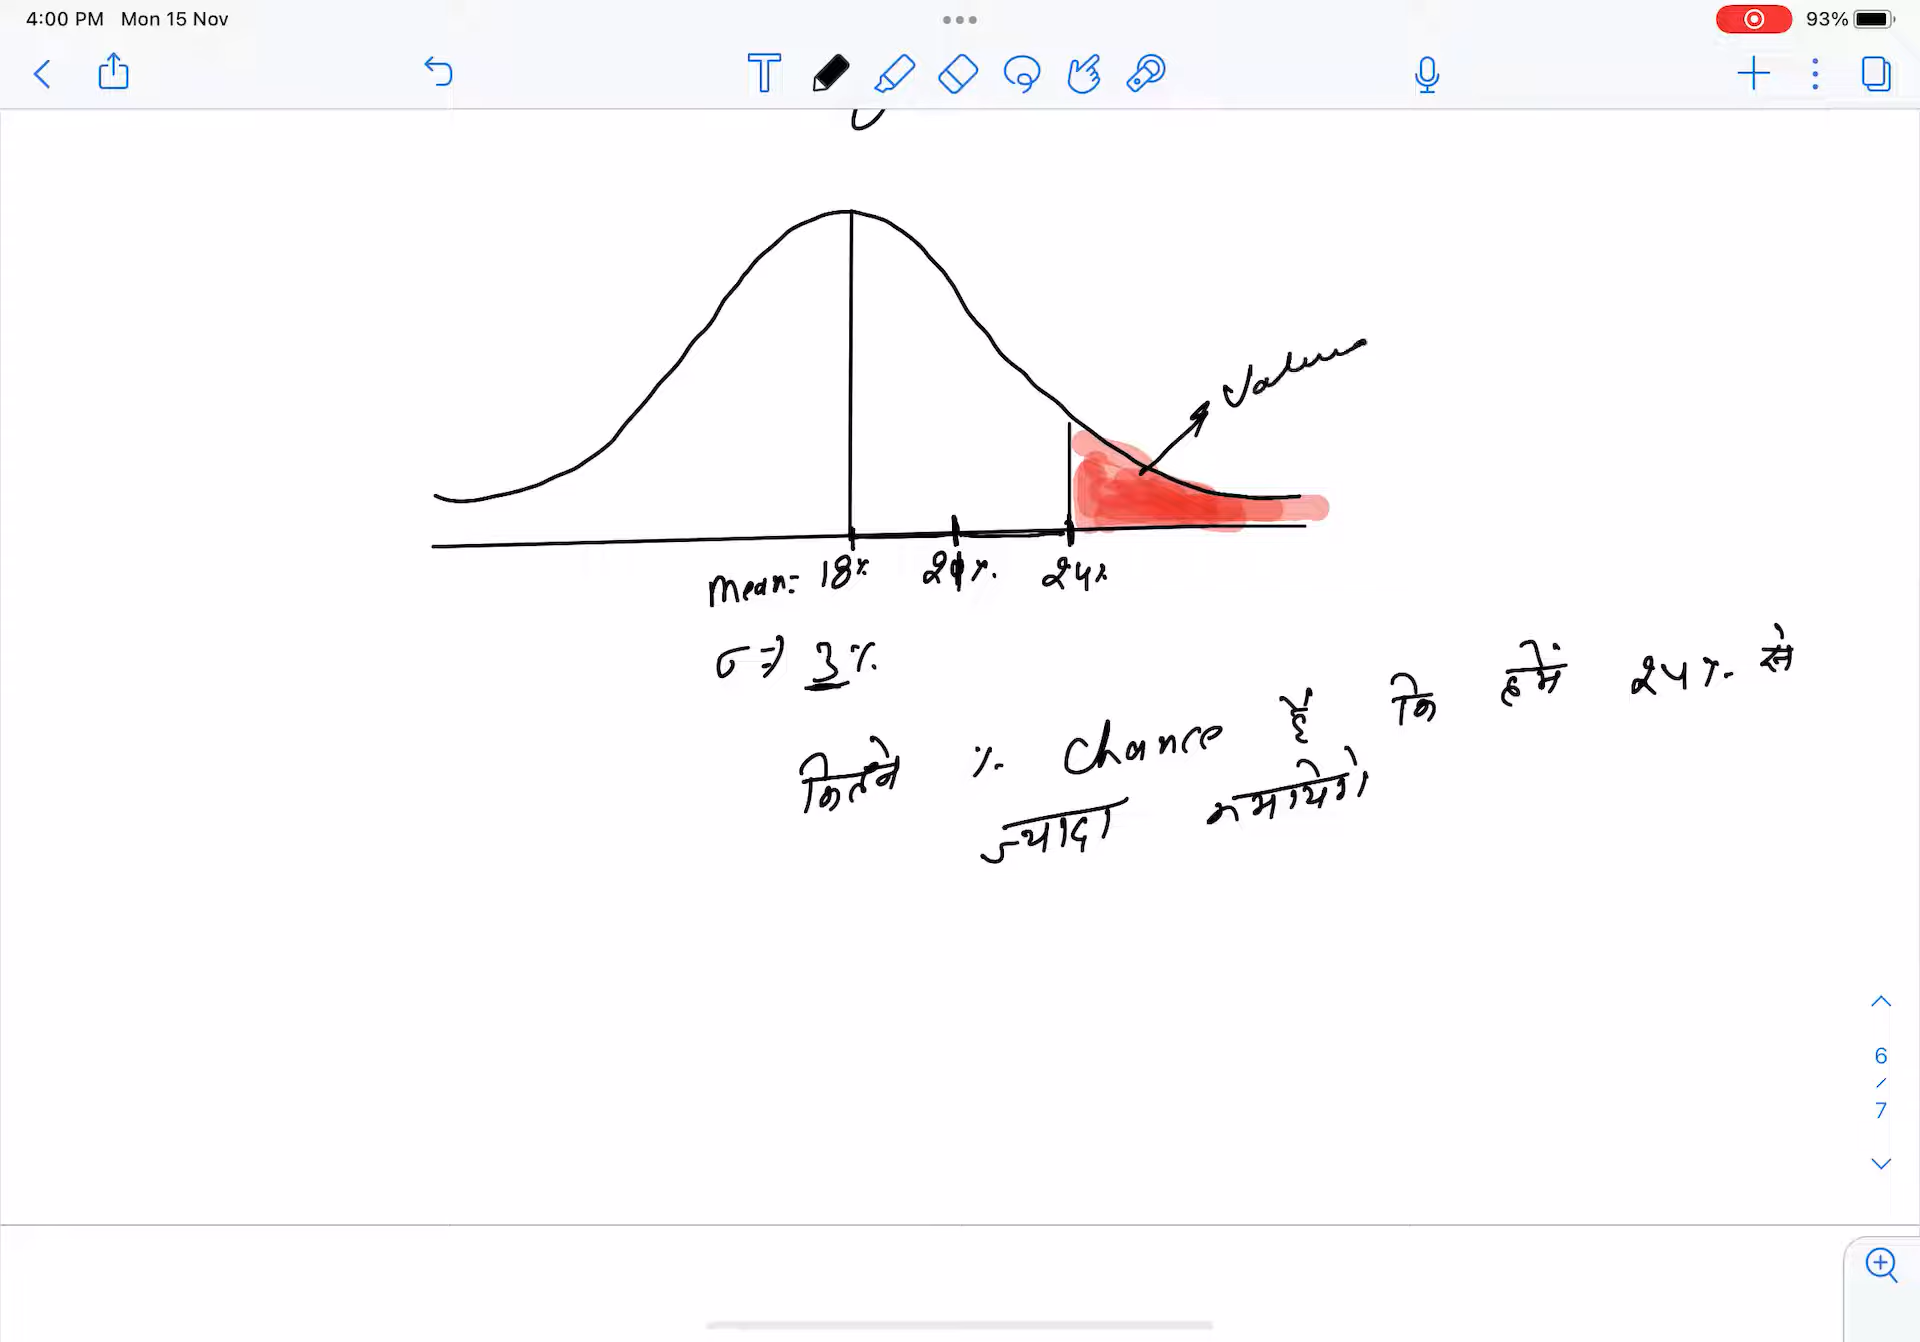 4:00 PM Mon 15 Nov
93%
T
Value
Mean: 18% 21%. 24%
σ ⇒ 3%
कितने % Chance है कि हमें 24% से
ज्यादा कमायेगे
6
/
7